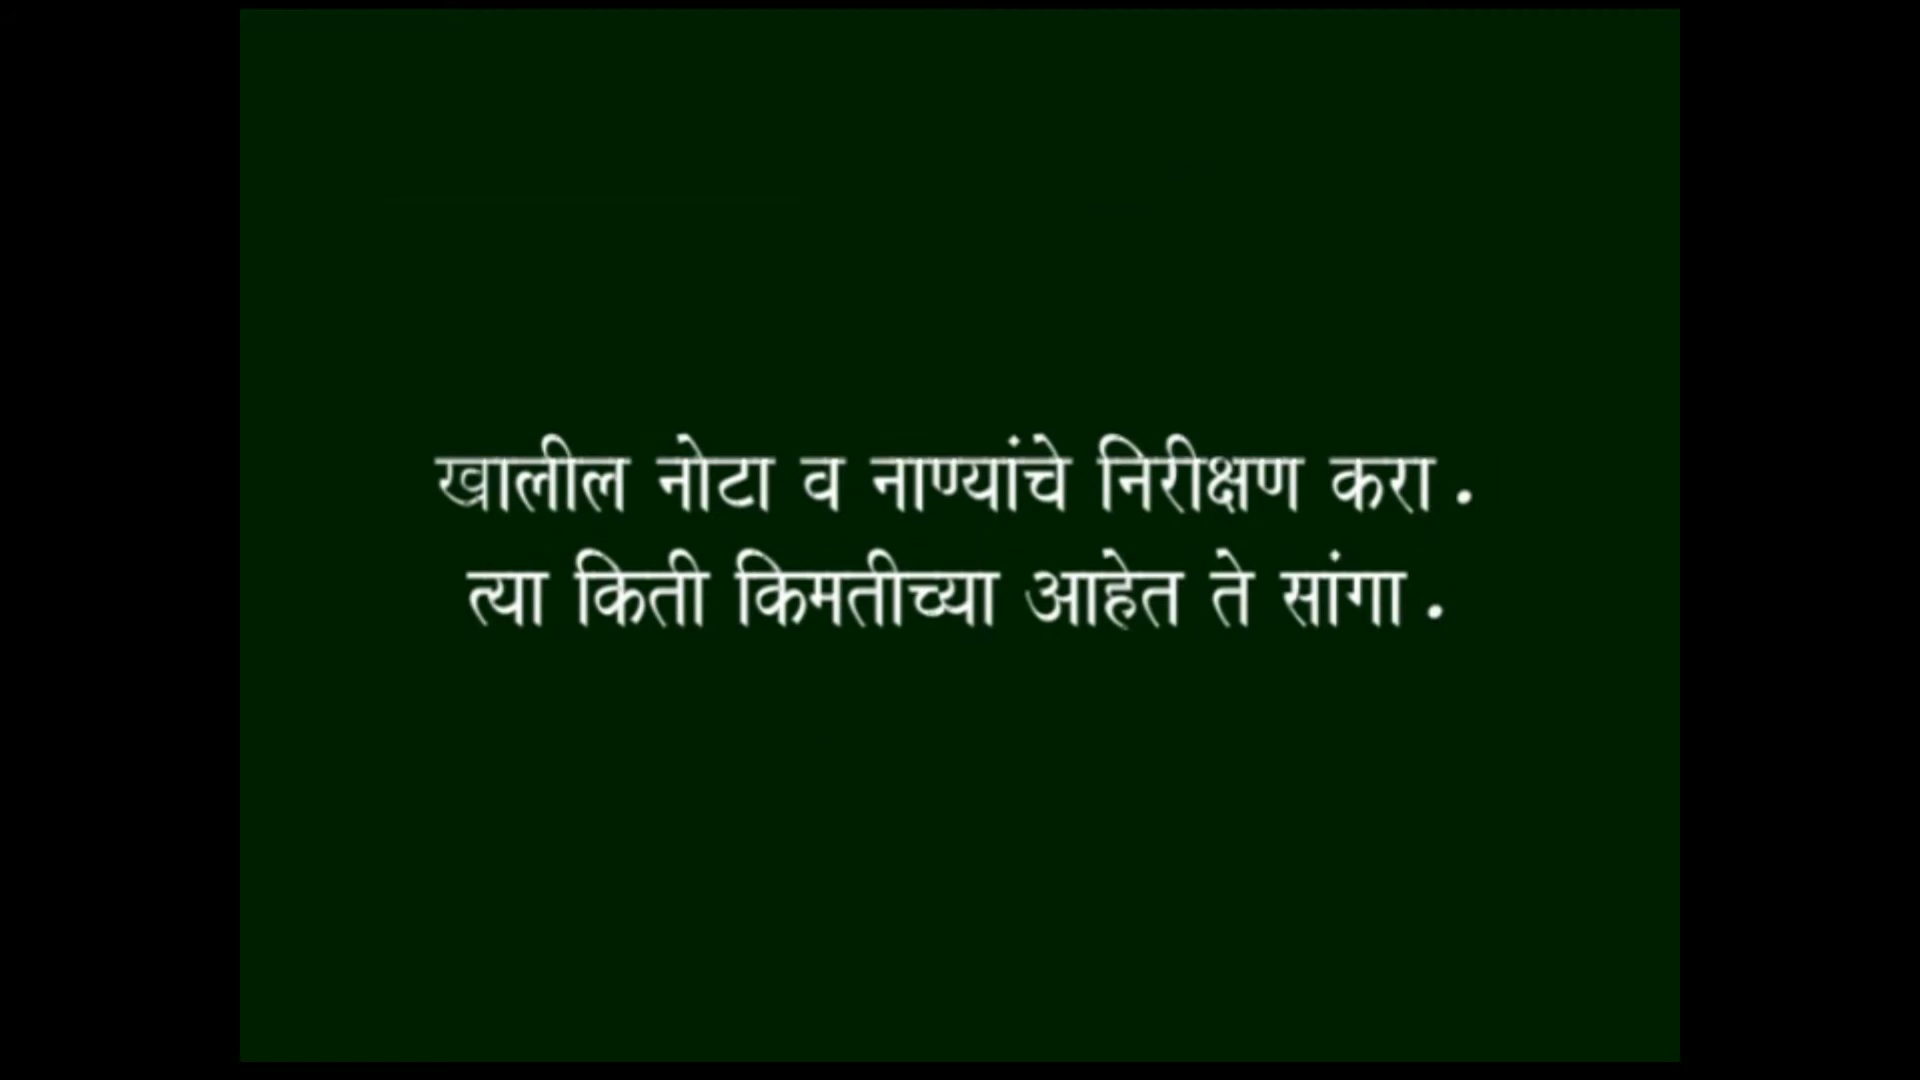 खालील नोटा व नाण्यांचे निरीक्षण करा.
त्या किती किमतीच्या आहेत ते सांगा.